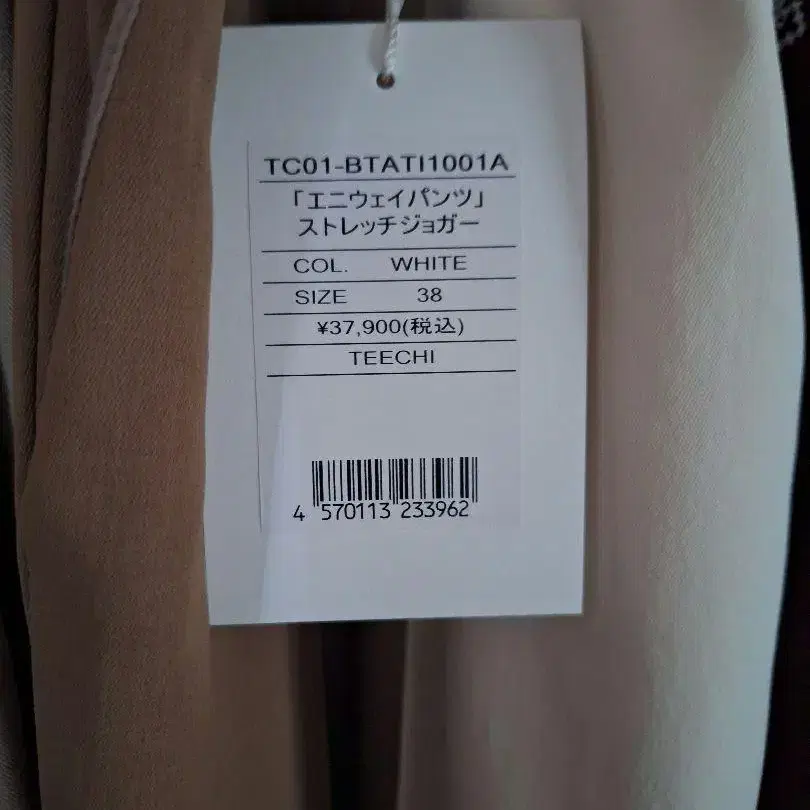 TC01-BTATI1001A
「エニウェイパンツ」
ストレッチジョガー
COL. WHITE
SIZE 38
¥37,900(税込)
TEECHI
4 570113 233962